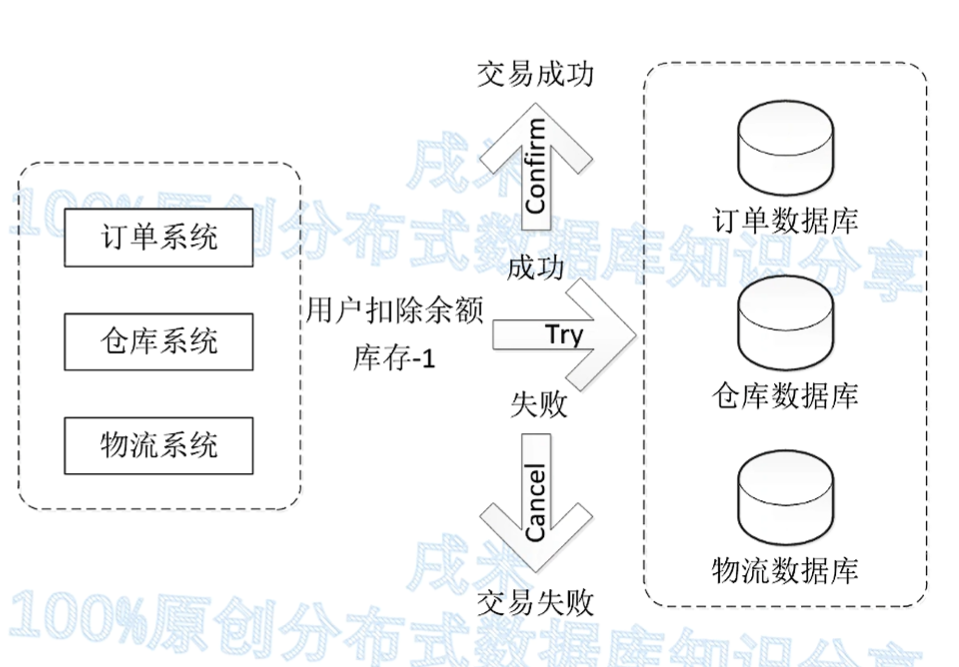 订单系统
仓库系统
物流系统
用户扣除余额
库存-1
交易成功
Confirm
成功
Try
失败
Cancel
交易失败
订单数据库
仓库数据库
物流数据库
戌米
100%原创分布式数据库知识分享
戌米
100%原创分布式数据库知识分享